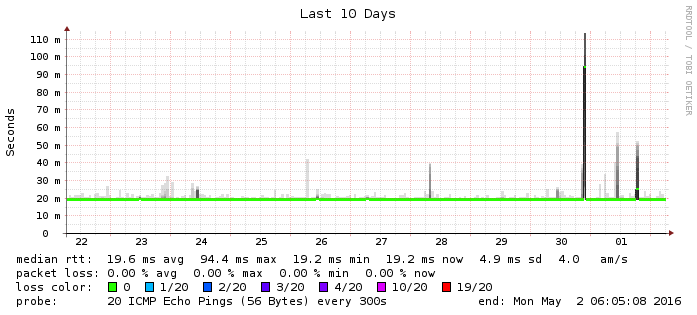 Last 10 Days
RRDTOOL / TOBI OETIKER
Seconds
110 m
100 m
90 m
80 m
70 m
60 m
50 m
40 m
30 m
20 m
10 m
0
22 23 24 25 26 27 28 29 30 01
median rtt: 19.6 ms avg 94.4 ms max 19.2 ms min 19.2 ms now 4.9 ms sd 4.0 am/s
packet loss: 0.00 % avg 0.00 % max 0.00 % min 0.00 % now
loss color: 0 1/20 2/20 3/20 4/20 10/20 19/20
probe: 20 ICMP Echo Pings (56 Bytes) every 300s end: Mon May 2 06:05:08 2016